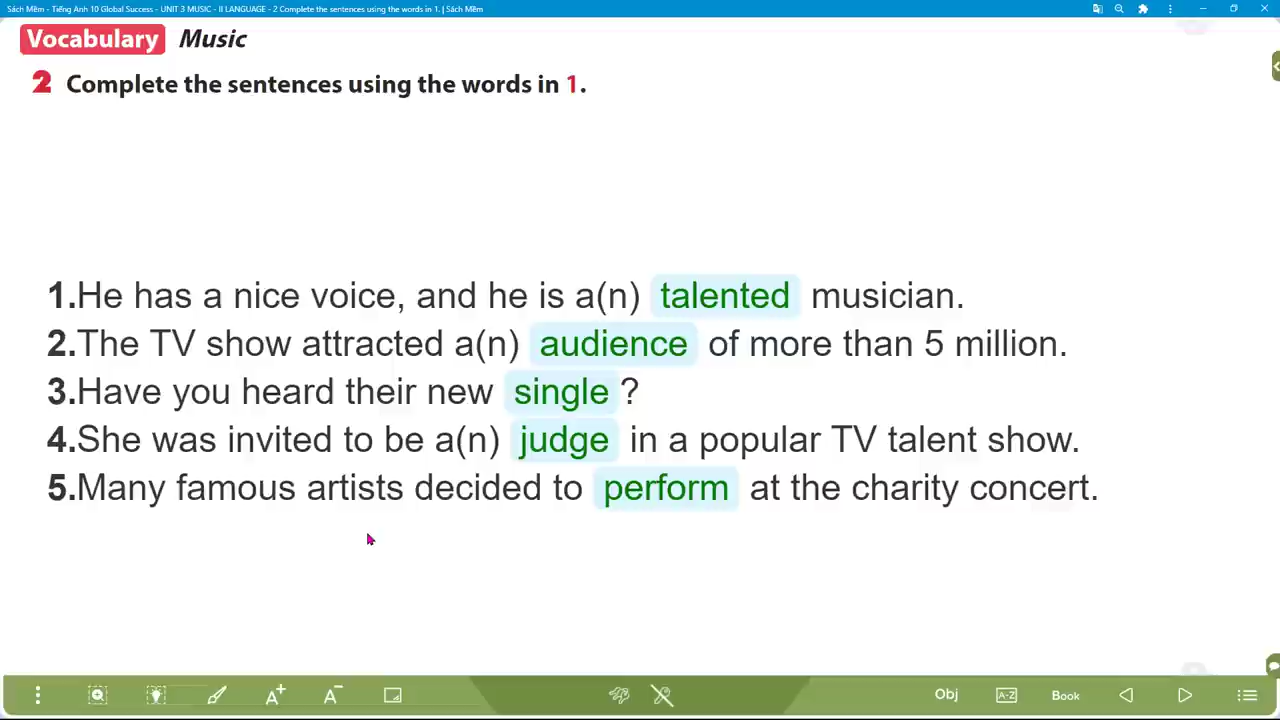 Sách Mềm - Tiếng Anh 10 Global Success - UNIT 3 MUSIC - II LANGUAGE - 2 Complete the sentences using the words in 1. | Sách Mềm
Vocabulary Music
2 Complete the sentences using the words in 1.
1.He has a nice voice, and he is a(n) talented musician.
2.The TV show attracted a(n) audience of more than 5 million.
3.Have you heard their new single ?
4.She was invited to be a(n) judge in a popular TV talent show.
5.Many famous artists decided to perform at the charity concert.
A+ A- Obj A-Z Book